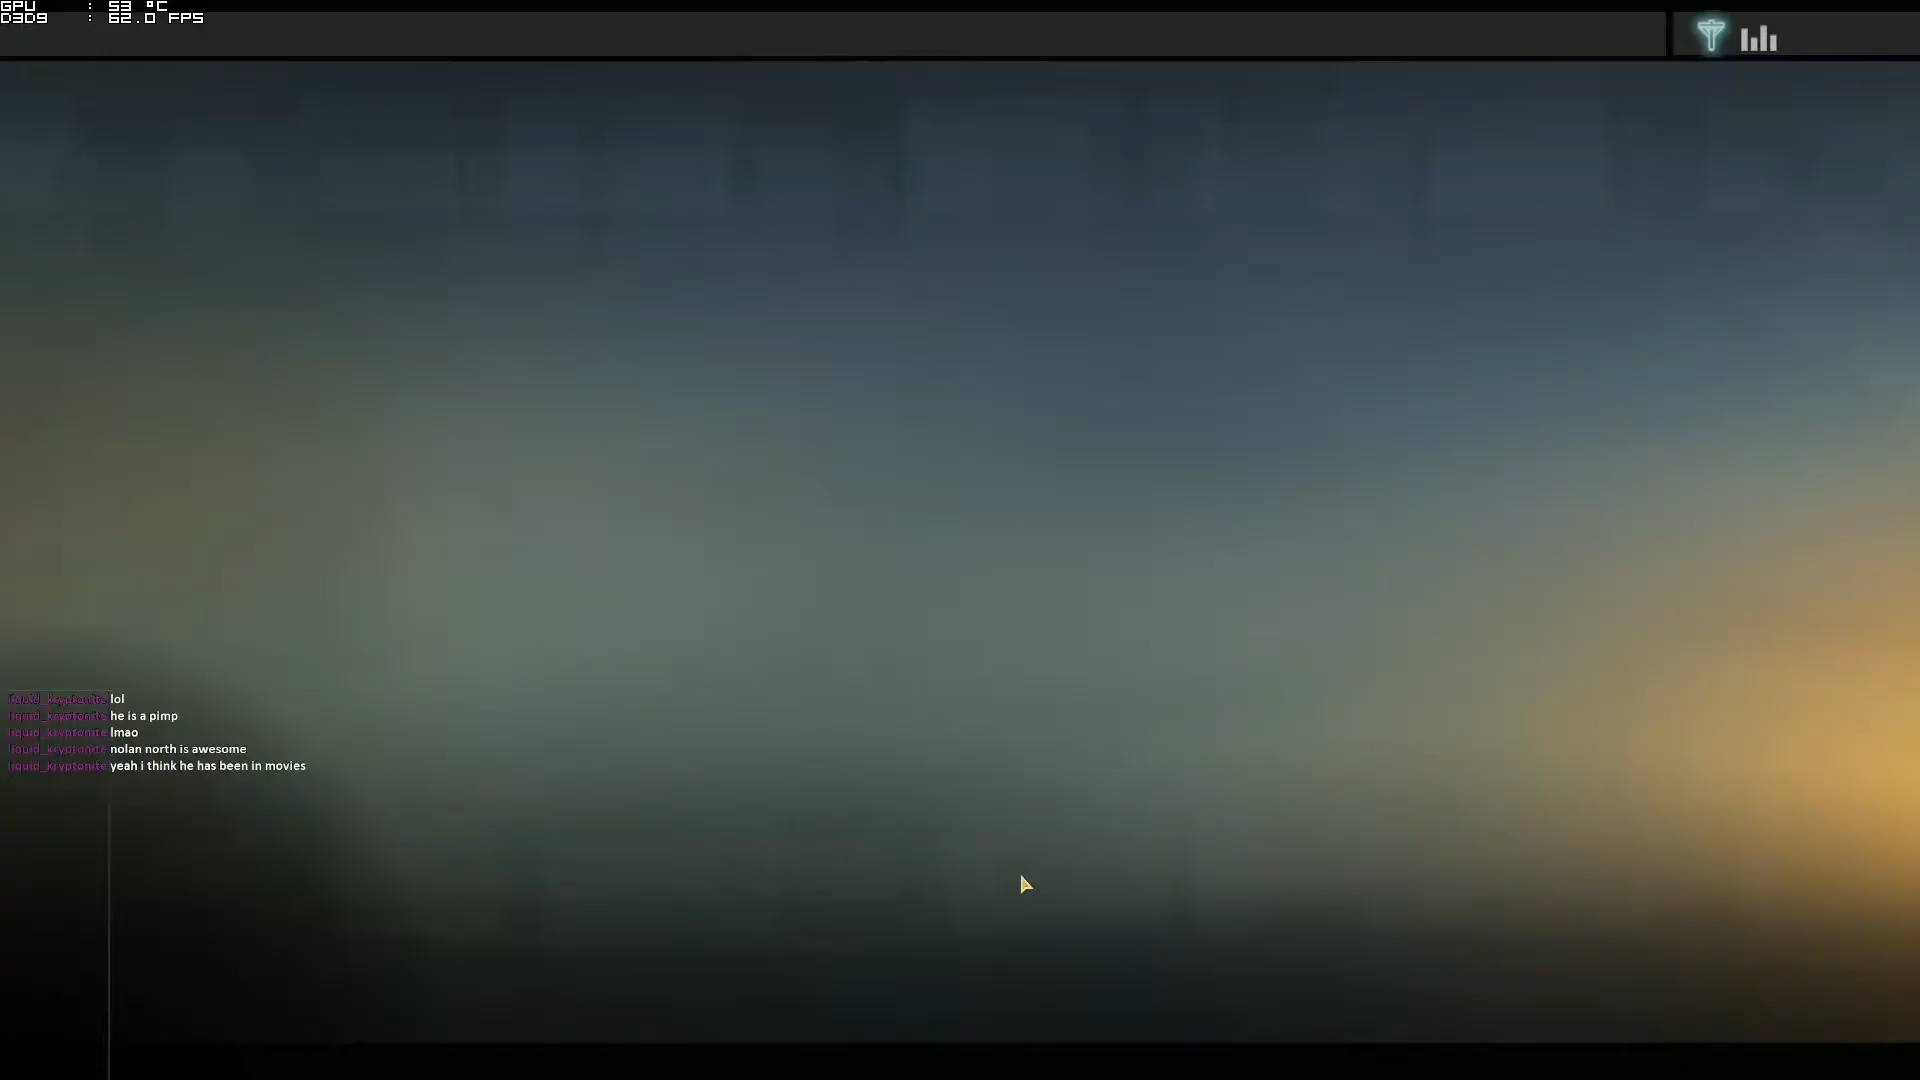 GPU : 53 °C
D3D9 : 62.0 FPS
liquid_kryptonite lol
liquid_kryptonite he is a pimp
liquid_kryptonite lmao
liquid_kryptonite nolan north is awesome
liquid_kryptonite yeah i think he has been in movies